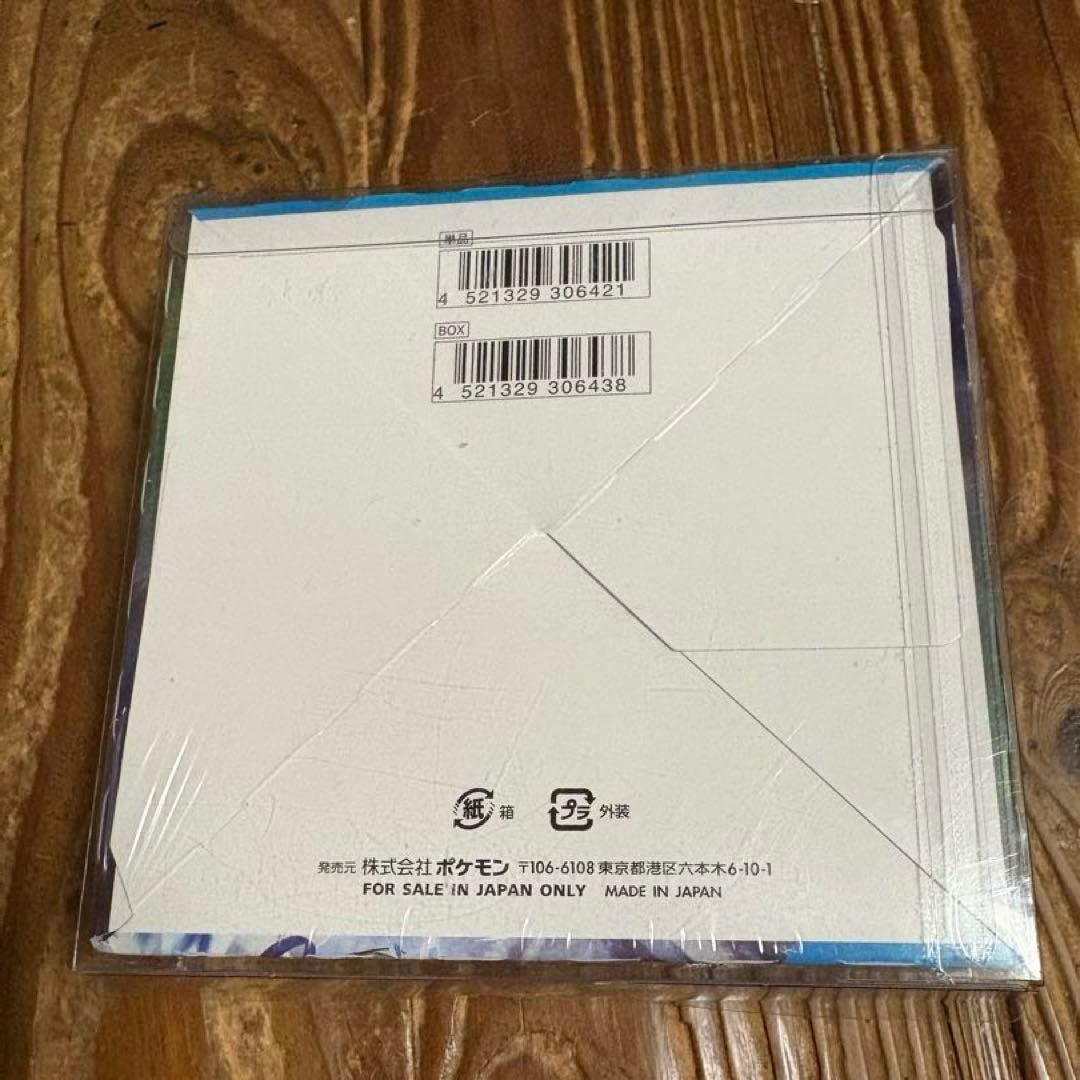 単品
4 521329 306421
BOX
4 521329 306438
紙 箱 プラ 外装
発売元 株式会社ポケモン 〒106-6108 東京都港区六本木6-10-1
FOR SALE IN JAPAN ONLY MADE IN JAPAN